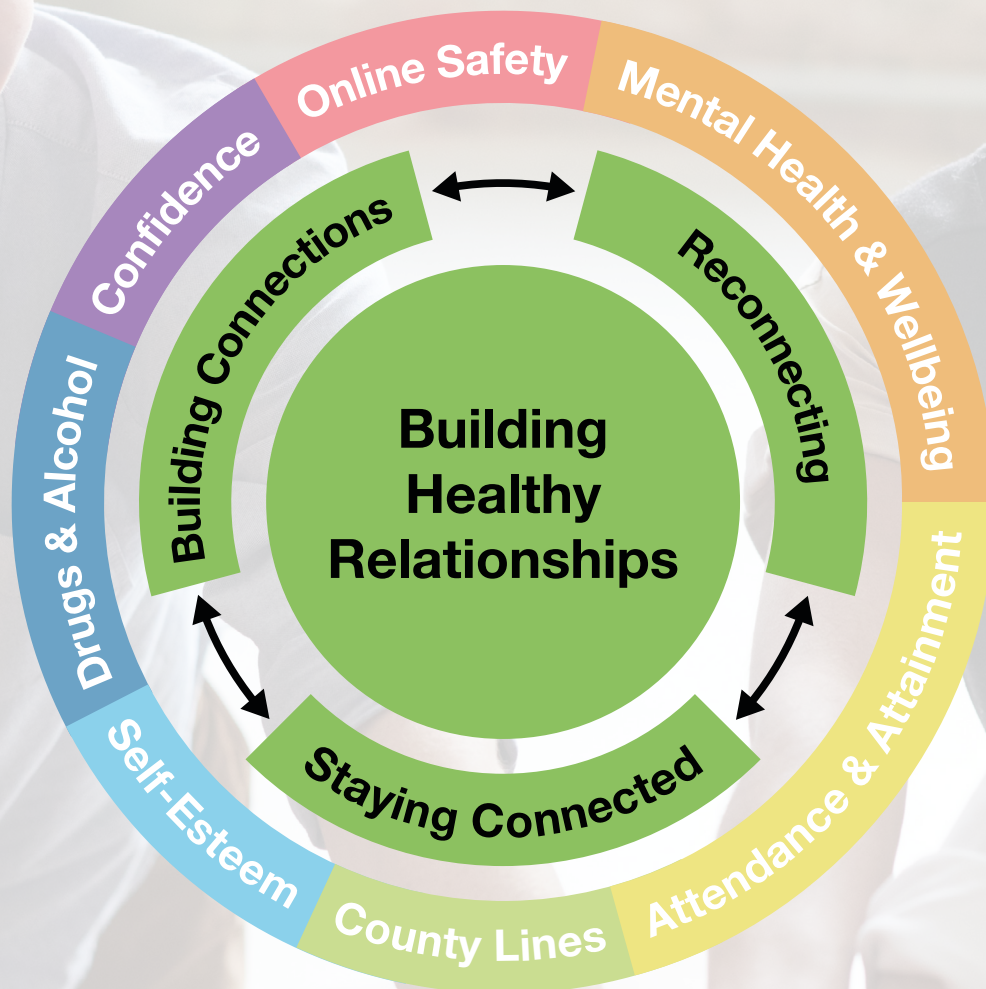 Online Safety
Mental Health & Wellbeing
Attendance & Attainment
County Lines
Self-Esteem
Drugs & Alcohol
Confidence
Building Connections
Reconnecting
Staying Connected
Building
Healthy
Relationships